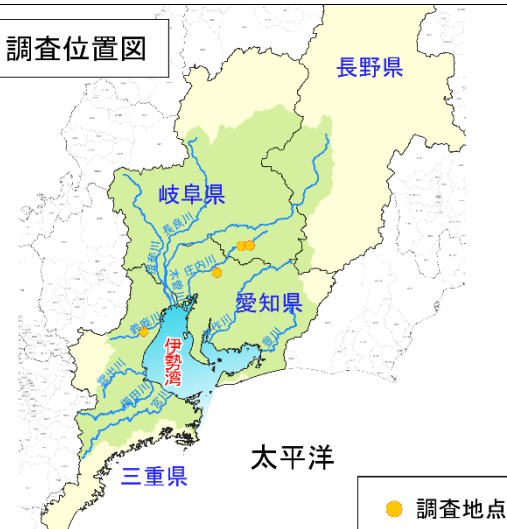 調査位置図
長野県
岐阜県
長良川
揖斐川
木曽川
庄内川
愛知県
矢作川
豊川
鈴鹿川
伊勢湾
雲出川
櫛田川
宮川
太平洋
三重県
調査地点